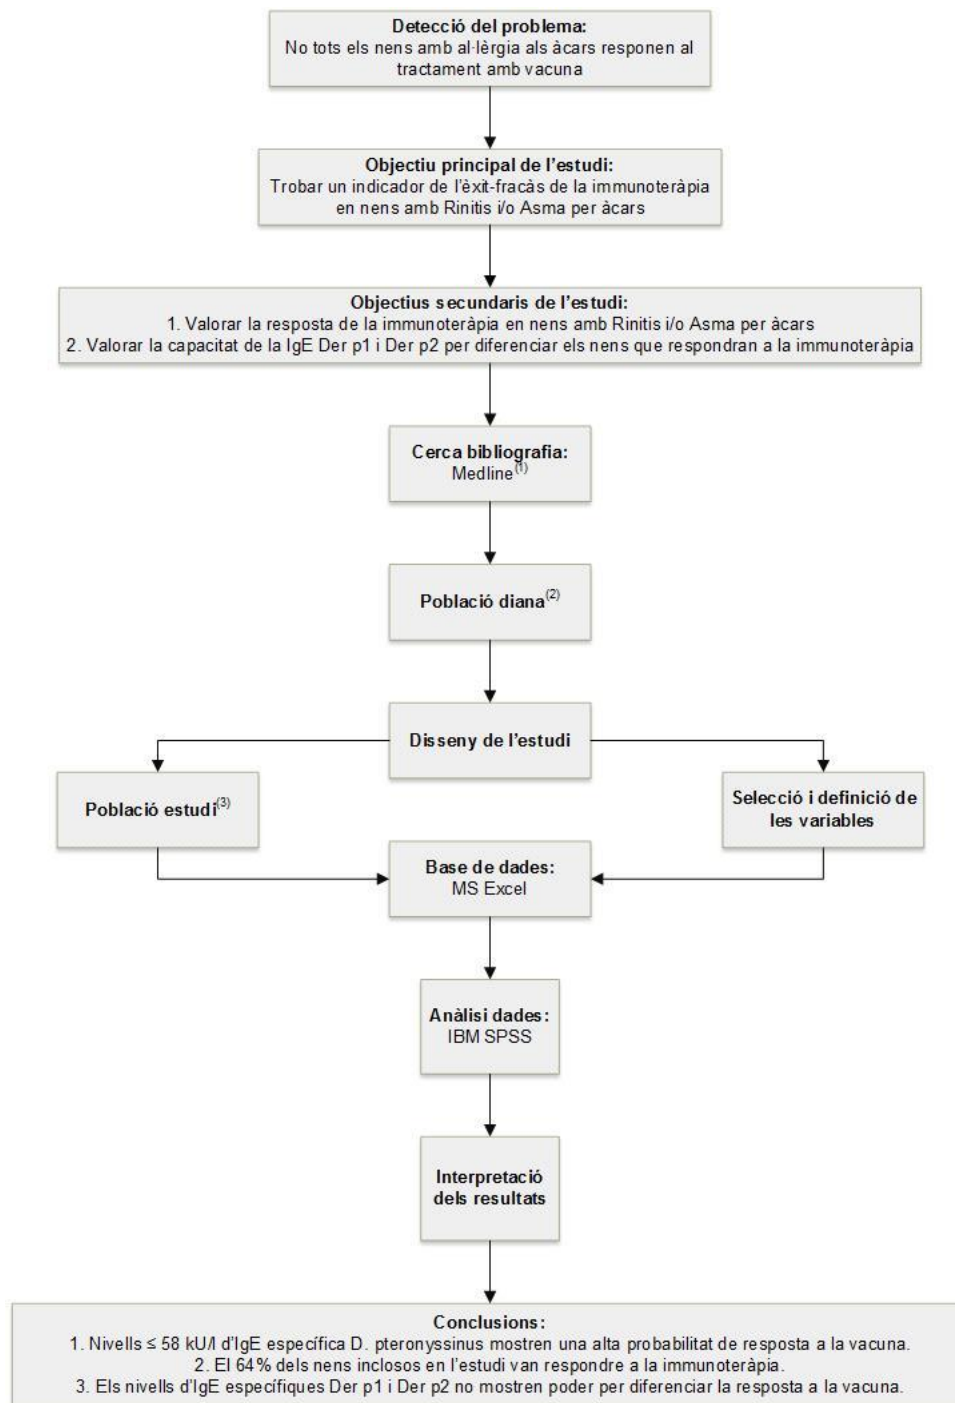 Detecció del problema:
No tots els nens amb al·lèrgia als àcars responen al
tractament amb vacuna
Objectiu principal de l'estudi:
Trobar un indicador de l'èxit-fracàs de la immunoteràpia
en nens amb Rinitis i/o Asma per àcars
Objectius secundaris de l'estudi:
1. Valorar la resposta de la immunoteràpia en nens amb Rinitis i/o Asma per àcars
2. Valorar la capacitat de la IgE Der p1 i Der p2 per diferenciar els nens que respondran a la immunoteràpia
Cerca bibliografia:
Medline(1)
Població diana(2)
Disseny de l'estudi
Població estudi(3)
Selecció i definició de
les variables
Base de dades:
MS Excel
Anàlisi dades:
IBM SPSS
Interpretació
dels resultats
Conclusions:
1. Nivells ≤ 58 kU/l d'IgE específica D. pteronyssinus mostren una alta probabilitat de resposta a la vacuna.
2. El 64% dels nens inclosos en l'estudi van respondre a la immunoteràpia.
3. Els nivells d'IgE específiques Der p1 i Der p2 no mostren poder per diferenciar la resposta a la vacuna.